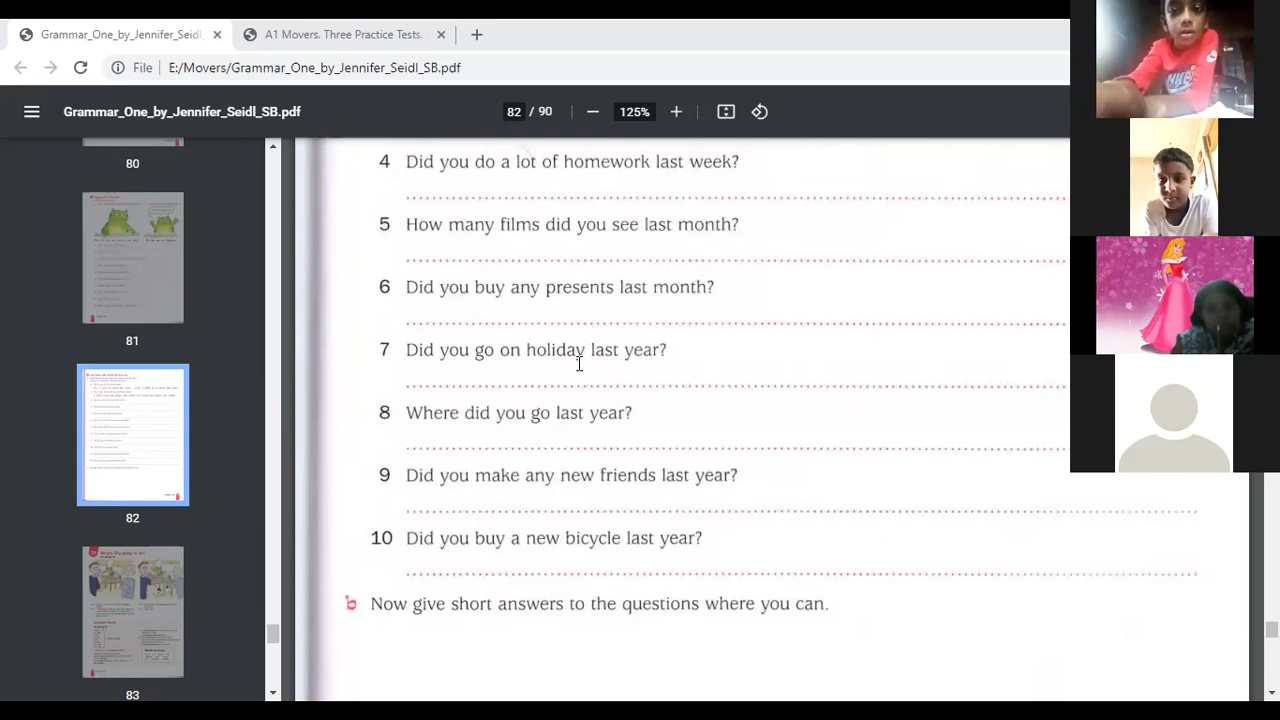 Grammar_One_by_Jennifer_Seidl_
A1 Movers. Three Practice Tests.
File
E:/Movers/Grammar_One_by_Jennifer_Seidl_SB.pdf
Grammar_One_by_Jennifer_Seidl_SB.pdf
82 / 90
125%
80
81
82
83
4 Did you do a lot of homework last week?
5 How many films did you see last month?
6 Did you buy any presents last month?
7 Did you go on holiday last year?
8 Where did you go last year?
9 Did you make any new friends last year?
10 Did you buy a new bicycle last year?
b Now give short answers to the questions where you can.